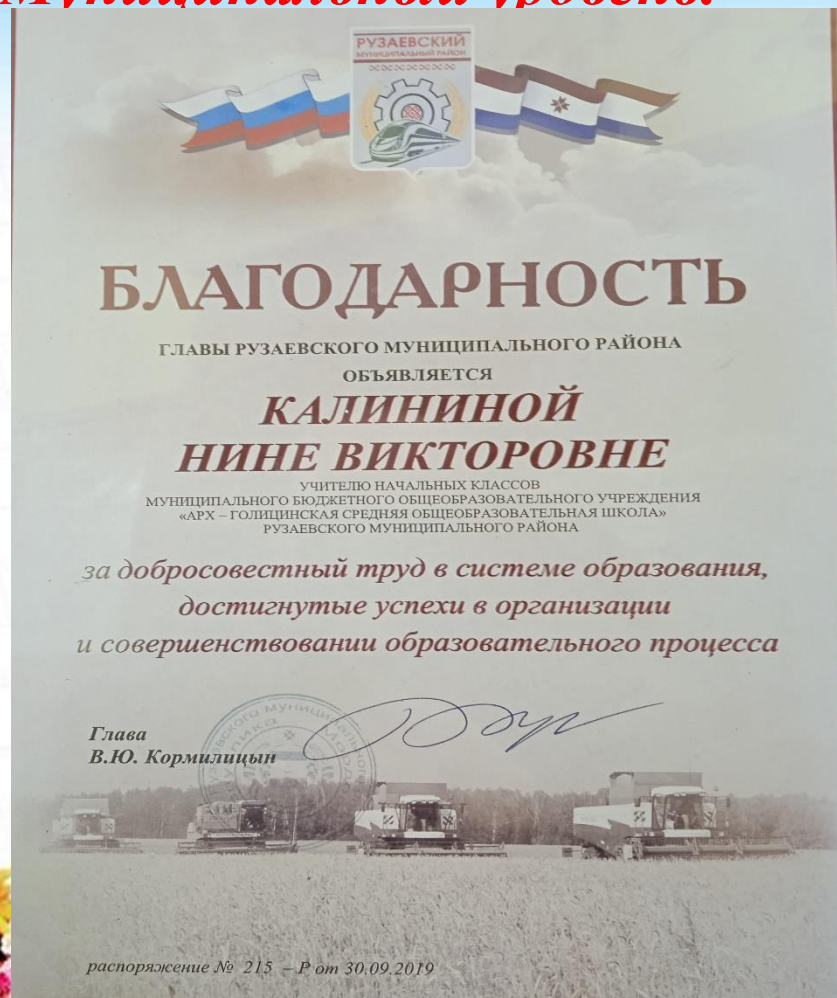 Муниципальный уровень.
РУЗАЕВСКИЙ
МУНИЦИПАЛЬНЫЙ РАЙОН
БЛАГОДАРНОСТЬ
ГЛАВЫ РУЗАЕВСКОГО МУНИЦИПАЛЬНОГО РАЙОНА
ОБЪЯВЛЯЕТСЯ
КАЛИНИНОЙ
НИНЕ ВИКТОРОВНЕ
УЧИТЕЛЮ НАЧАЛЬНЫХ КЛАССОВ
МУНИЦИПАЛЬНОГО БЮДЖЕТНОГО ОБЩЕОБРАЗОВАТЕЛЬНОГО УЧРЕЖДЕНИЯ
«АРХ – ГОЛИЦИНСКАЯ СРЕДНЯЯ ОБЩЕОБРАЗОВАТЕЛЬНАЯ ШКОЛА»
РУЗАЕВСКОГО МУНИЦИПАЛЬНОГО РАЙОНА
за добросовестный труд в системе образования,
достигнутые успехи в организации
и совершенствовании образовательного процесса
Глава
В.Ю. Кормилицын
распоряжение № 215 – Р от 30.09.2019